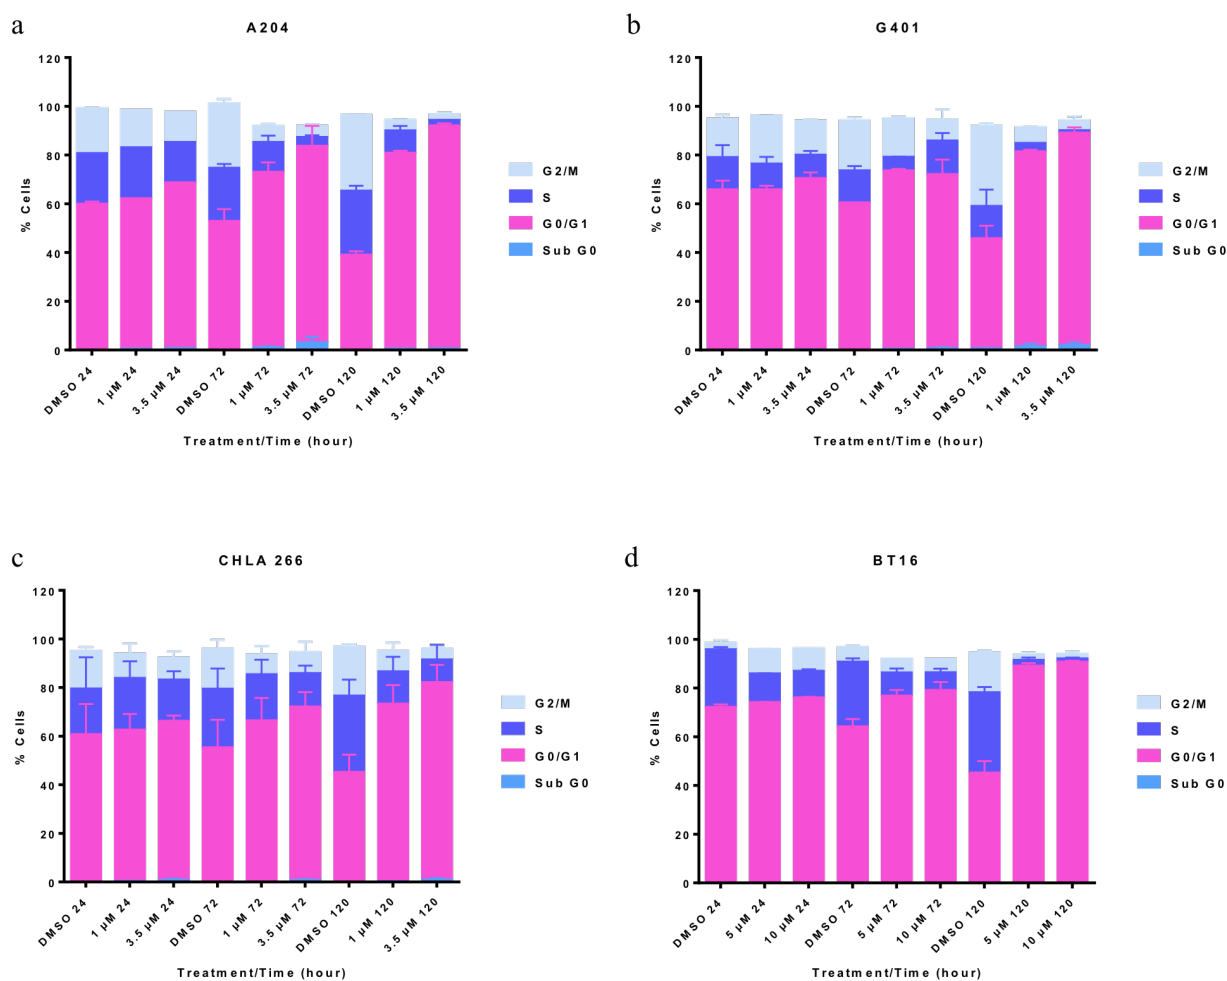 a
A204
120
100
80
60
40
20
0
% Cells
DMSO 24
1 µM 24
3.5 µM 24
DMSO 72
1 µM 72
3.5 µM 72
DMSO 120
1 µM 120
3.5 µM 120
Treatment/Time (hour)
G2/M
S
G0/G1
Sub G0
b
G401
120
100
80
60
40
20
0
% Cells
DMSO 24
1 µM 24
3.5 µM 24
DMSO 72
1 µM 72
3.5 µM 72
DMSO 120
1 µM 120
3.5 µM 120
Treatment/Time (hour)
G2/M
S
G0/G1
Sub G0
c
CHLA 266
120
100
80
60
40
20
0
% Cells
DMSO 24
1 µM 24
3.5 µM 24
DMSO 72
1 µM 72
3.5 µM 72
DMSO 120
1 µM 120
3.5 µM 120
Treatment/Time (hour)
G2/M
S
G0/G1
Sub G0
d
BT16
120
100
80
60
40
20
0
% Cells
DMSO 24
5 µM 24
10 µM 24
DMSO 72
5 µM 72
10 µM 72
DMSO 120
5 µM 120
10 µM 120
Treatment/Time (hour)
G2/M
S
G0/G1
Sub G0